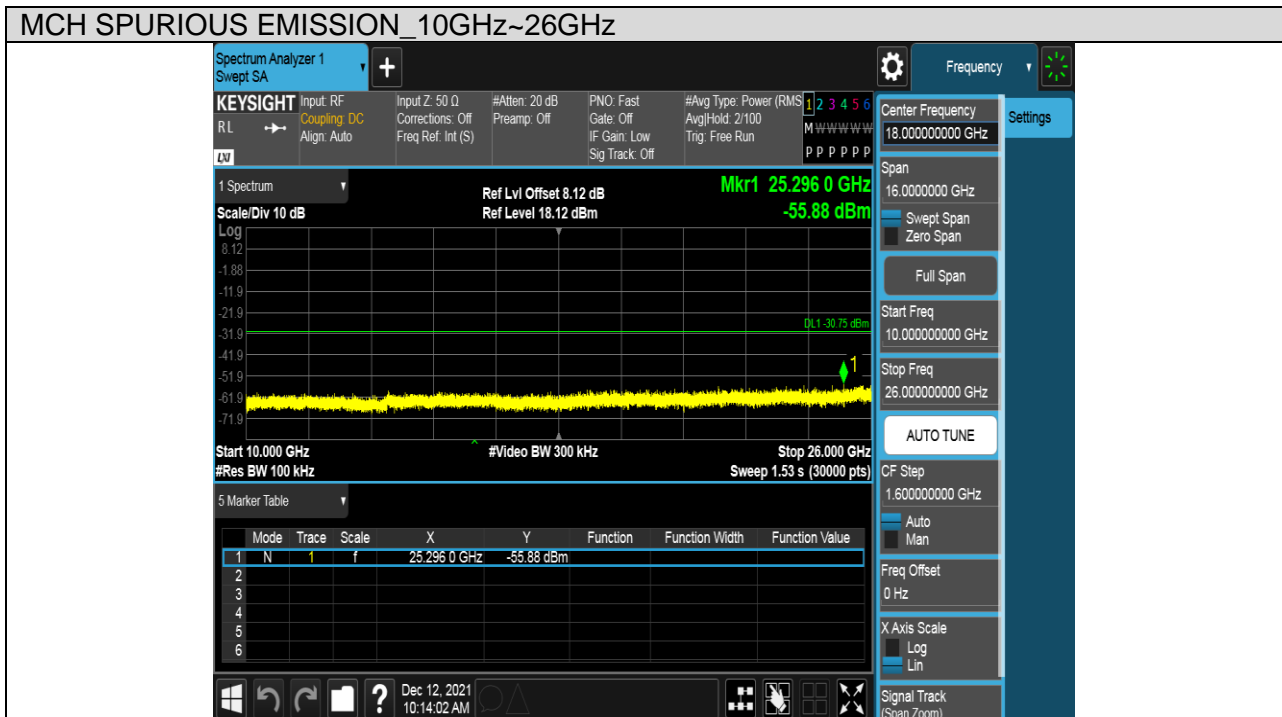 MCH SPURIOUS EMISSION_10GHz~26GHz
Spectrum Analyzer 1
Swept SA
+
Frequency
KEYSIGHT
RL
LXI
Input: RF
Coupling: DC
Align: Auto
Input Z: 50 Ω
Corrections: Off
Freq Ref: Int (S)
#Atten: 20 dB
Preamp: Off
PNO: Fast
Gate: Off
IF Gain: Low
Sig Track: Off
#Avg Type: Power (RMS
Avg|Hold: 2/100
Trig: Free Run
1 2 3 4 5 6
M W W W W W
P P P P P P
1 Spectrum
Scale/Div 10 dB
Ref Lvl Offset 8.12 dB
Ref Level 18.12 dBm
Mkr1 25.296 0 GHz
-55.88 dBm
Log
8.12
-1.88
-11.9
-21.9
-31.9
-41.9
-51.9
-61.9
-71.9
DL1 -30.75 dBm
1
Start 10.000 GHz
#Video BW 300 kHz
Stop 26.000 GHz
#Res BW 100 kHz
Sweep 1.53 s (30000 pts)
5 Marker Table
Mode Trace Scale X Y Function Function Width Function Value
1 N 1 f 25.296 0 GHz -55.88 dBm
2
3
4
5
6
?
Dec 12, 2021
10:14:02 AM
Center Frequency
18.000000000 GHz
Settings
Span
16.0000000 GHz
Swept Span
Zero Span
Full Span
Start Freq
10.000000000 GHz
Stop Freq
26.000000000 GHz
AUTO TUNE
CF Step
1.600000000 GHz
Auto
Man
Freq Offset
0 Hz
X Axis Scale
Log
Lin
Signal Track
(Span Zoom)